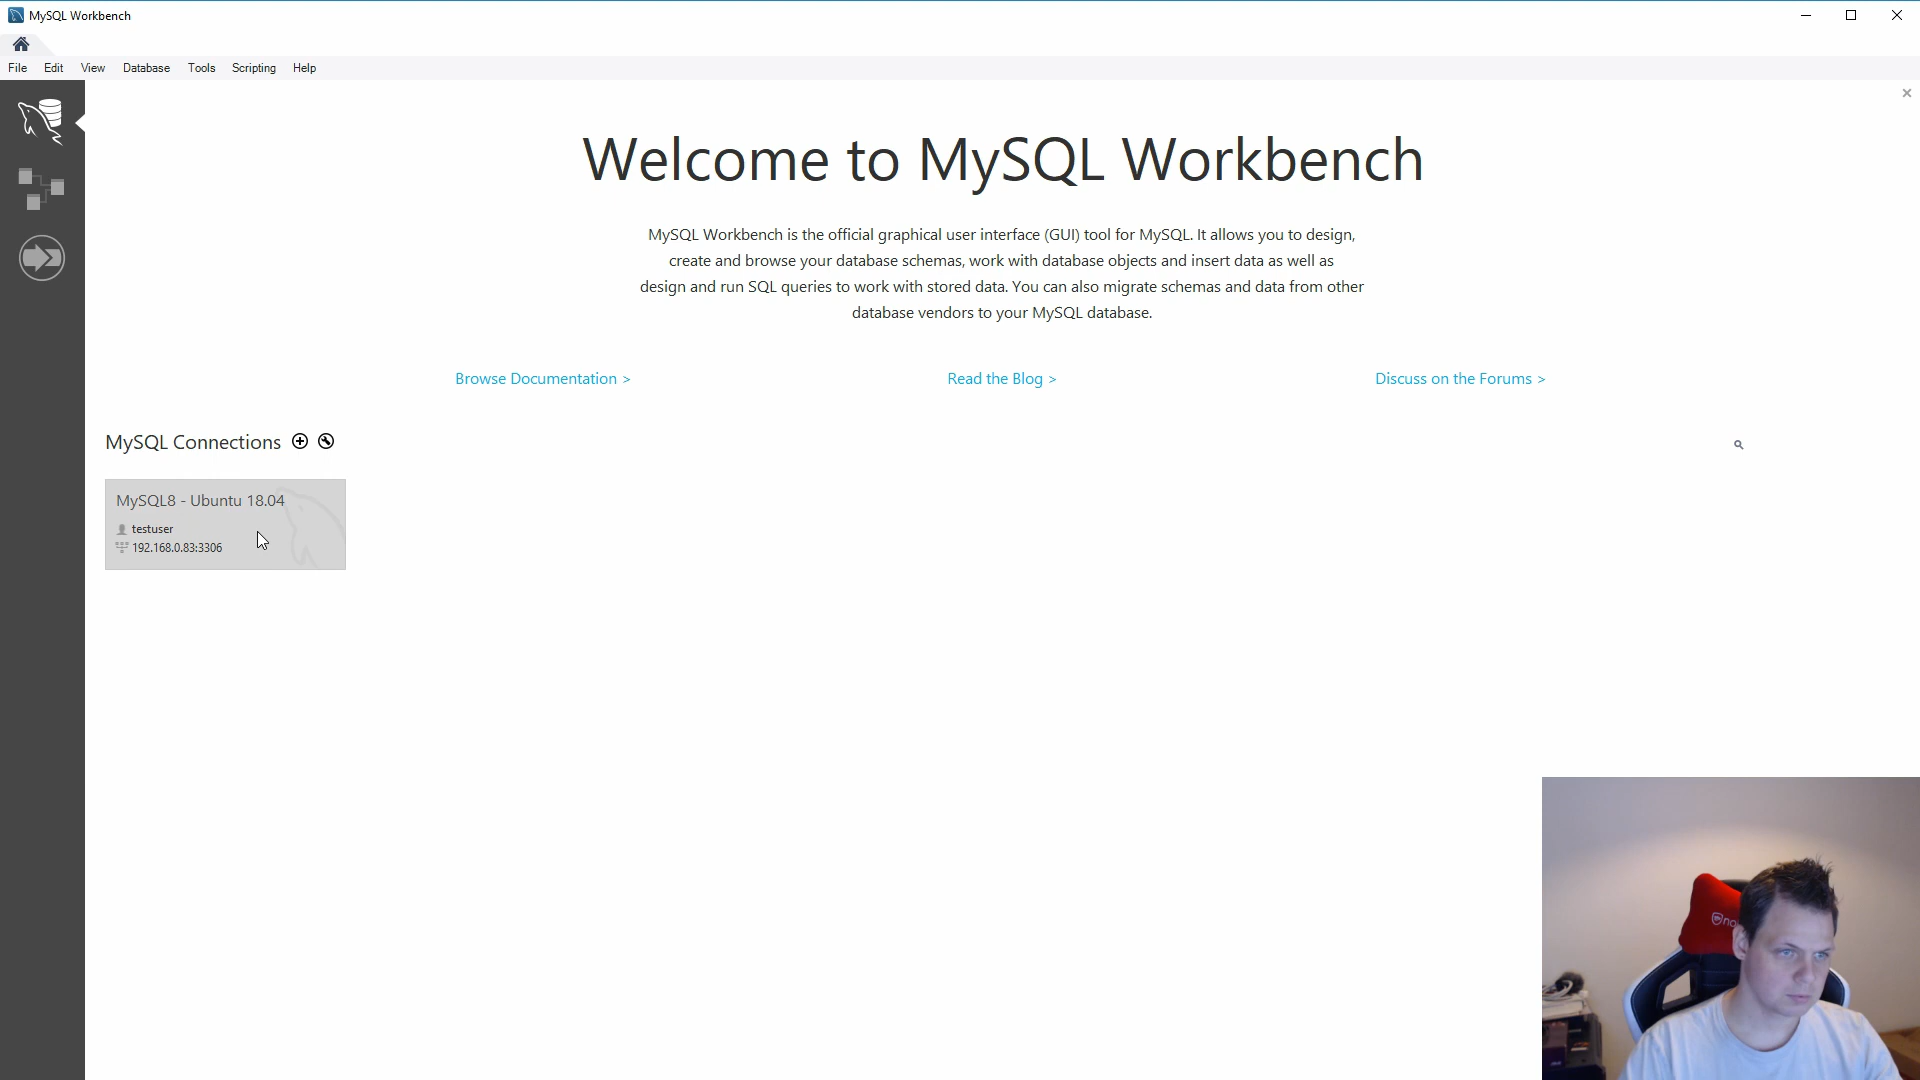 MySQL Workbench
File Edit View Database Tools Scripting Help
Welcome to MySQL Workbench
MySQL Workbench is the official graphical user interface (GUI) tool for MySQL. It allows you to design,
create and browse your database schemas, work with database objects and insert data as well as
design and run SQL queries to work with stored data. You can also migrate schemas and data from other
database vendors to your MySQL database.
Browse Documentation > Read the Blog > Discuss on the Forums >
MySQL Connections
MySQL8 - Ubuntu 18.04
testuser
192.168.0.83:3306